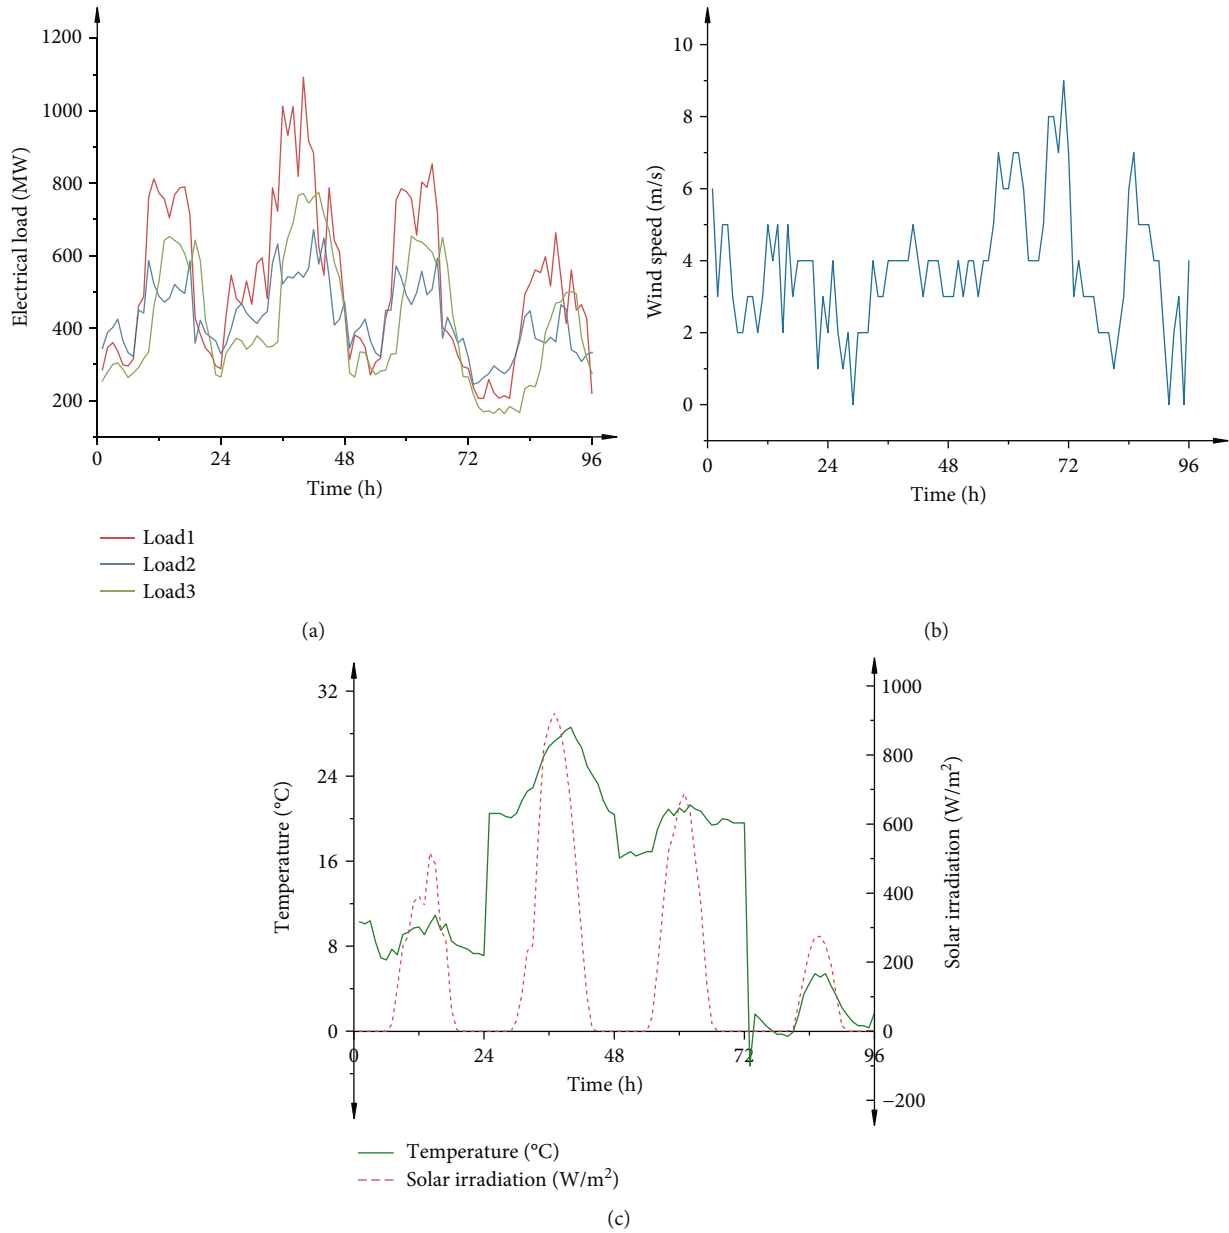 1200
1000
800
600
400
200
Electrical load (MW)
0
24
48
72
96
Time (h)
Load1
Load2
Load3
(a)
10
8
6
4
2
0
Wind speed (m/s)
0
24
48
72
96
Time (h)
(b)
32
24
16
8
0
Temperature (°C)
1000
800
600
400
200
0
−200
Solar irradiation (W/m²)
0
24
48
72
96
Time (h)
Temperature (°C)
Solar irradiation (W/m²)
(c)